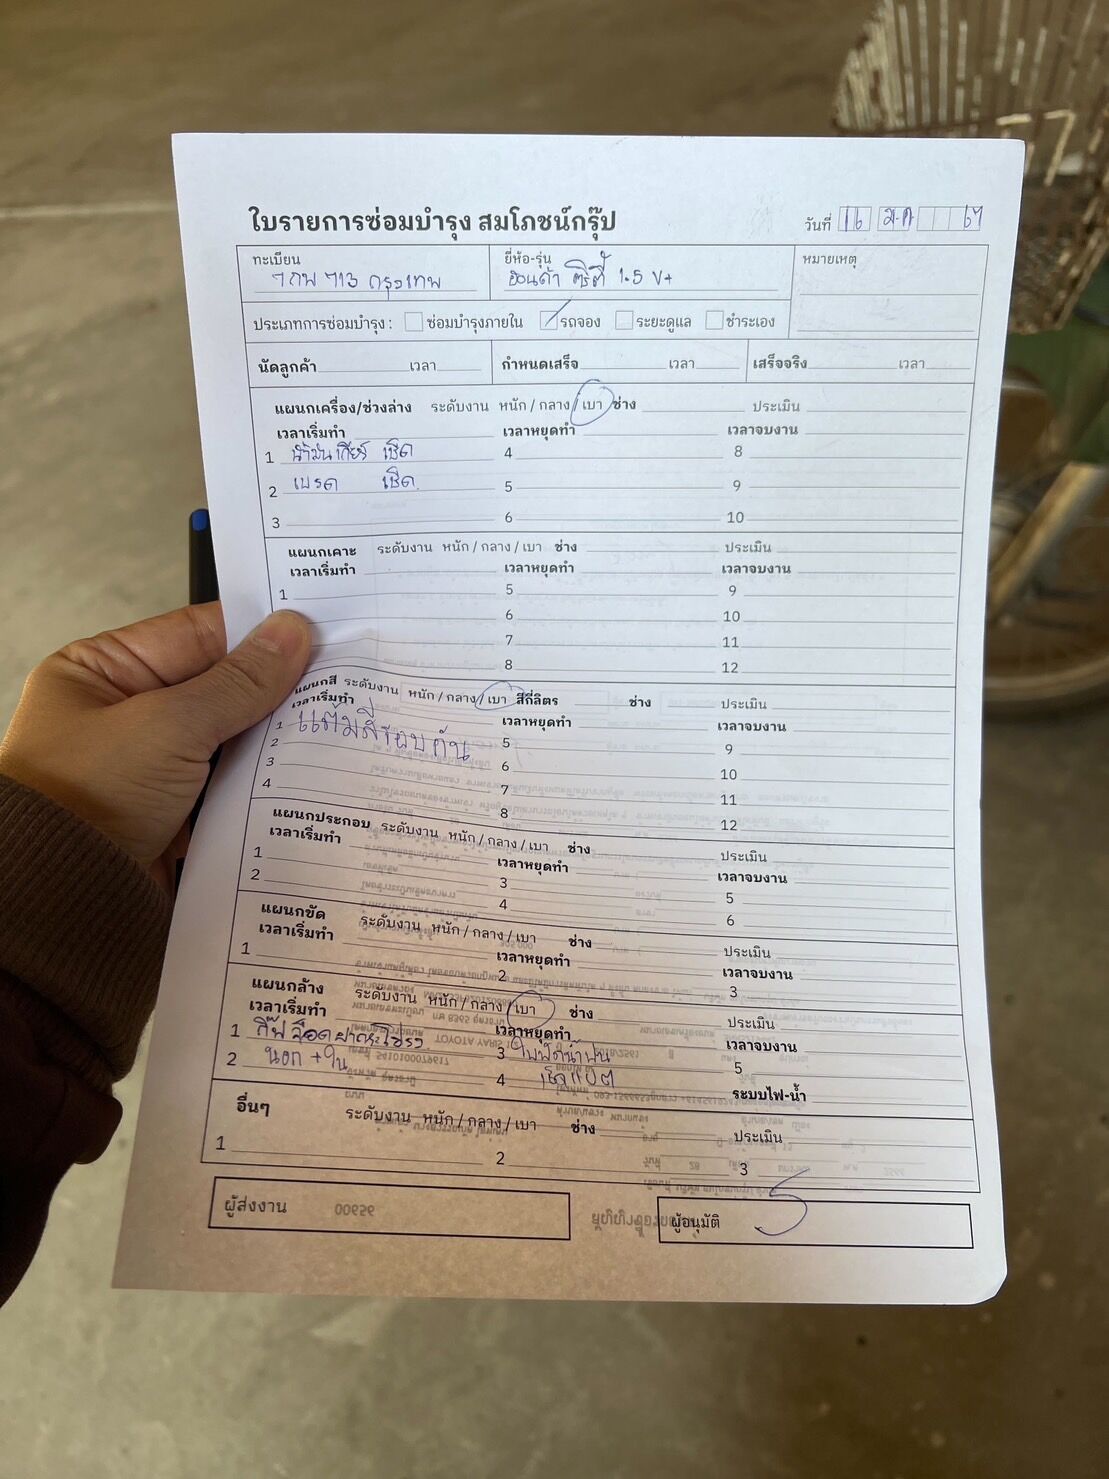 ใบรายการซ่อมบำรุง สมโภชน์กรุ๊ป
วันที่ 16 ม.ค 67
ทะเบียน ยี่ห้อ-รุ่น หมายเหตุ
713 กรุงเทพ ฮอนด้า ซิตี้ 1.5 V+
ประเภทการซ่อมบำรุง : ซ่อมบำรุงภายใน รถจอง ระยะดูแล ชำระเอง
นัดลูกค้า เวลา กำหนดเสร็จ เวลา เสร็จจริง เวลา
แผนกเครื่อง/ช่วงล่าง ระดับงาน หนัก / กลาง / เบา ช่าง ประเมิน
เวลาเริ่มทำ เวลาหยุดทำ เวลาจบงาน
1 น้ำมันเกียร์ เช็ด 4 8
2 เบรค เช็ด 5 9
3 6 10
แผนกเคาะ ระดับงาน หนัก / กลาง / เบา ช่าง ประเมิน
เวลาเริ่มทำ เวลาหยุดทำ เวลาจบงาน
1 5 9
6 10
7 11
8 12
แผนกสี ระดับงาน หนัก / กลาง / เบา สีกี่ลิตร ช่าง ประเมิน
เวลาเริ่มทำ เวลาหยุดทำ เวลาจบงาน
1 แต้มสีรอบคัน 5 9
2 6 10
3 7 11
4 8 12
แผนกประกอบ ระดับงาน หนัก / กลาง / เบา ช่าง ประเมิน
เวลาเริ่มทำ เวลาหยุดทำ เวลาจบงาน
1 3 5
2 4 6
แผนกขัด ระดับงาน หนัก / กลาง / เบา ช่าง ประเมิน
เวลาเริ่มทำ เวลาหยุดทำ เวลาจบงาน
1 2 3
แผนกล้าง ระดับงาน หนัก / กลาง / เบา ช่าง ประเมิน
เวลาเริ่มทำ เวลาหยุดทำ เวลาจบงาน
1 3 ใบปัดน้ำฝน 5
2 นอก + ใน 4 ระบบไฟ-น้ำ
อื่นๆ ระดับงาน หนัก / กลาง / เบา ช่าง ประเมิน
1 2 3
ผู้ส่งงาน ผู้อนุมัติ